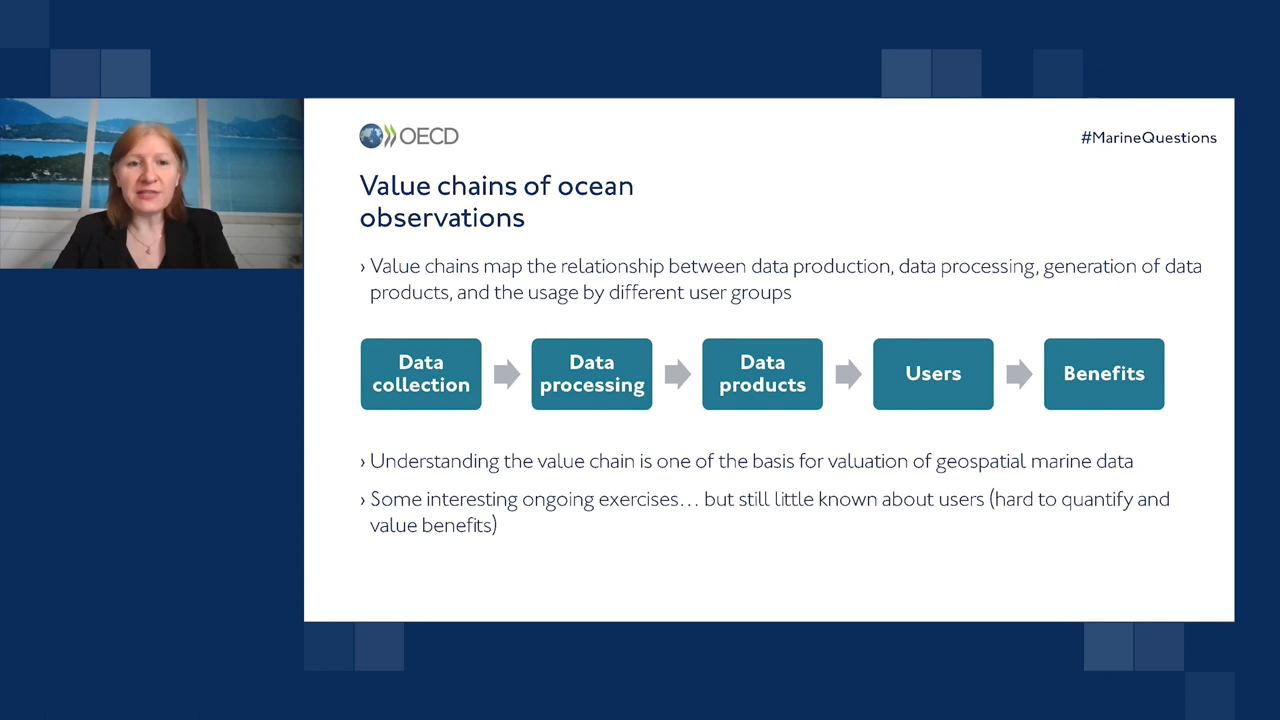 OECD
#MarineQuestions
Value chains of ocean
observations
› Value chains map the relationship between data production, data processing, generation of data
products, and the usage by different user groups
Data
collection
Data
processing
Data
products
Users
Benefits
› Understanding the value chain is one of the basis for valuation of geospatial marine data
› Some interesting ongoing exercises... but still little known about users (hard to quantify and
value benefits)